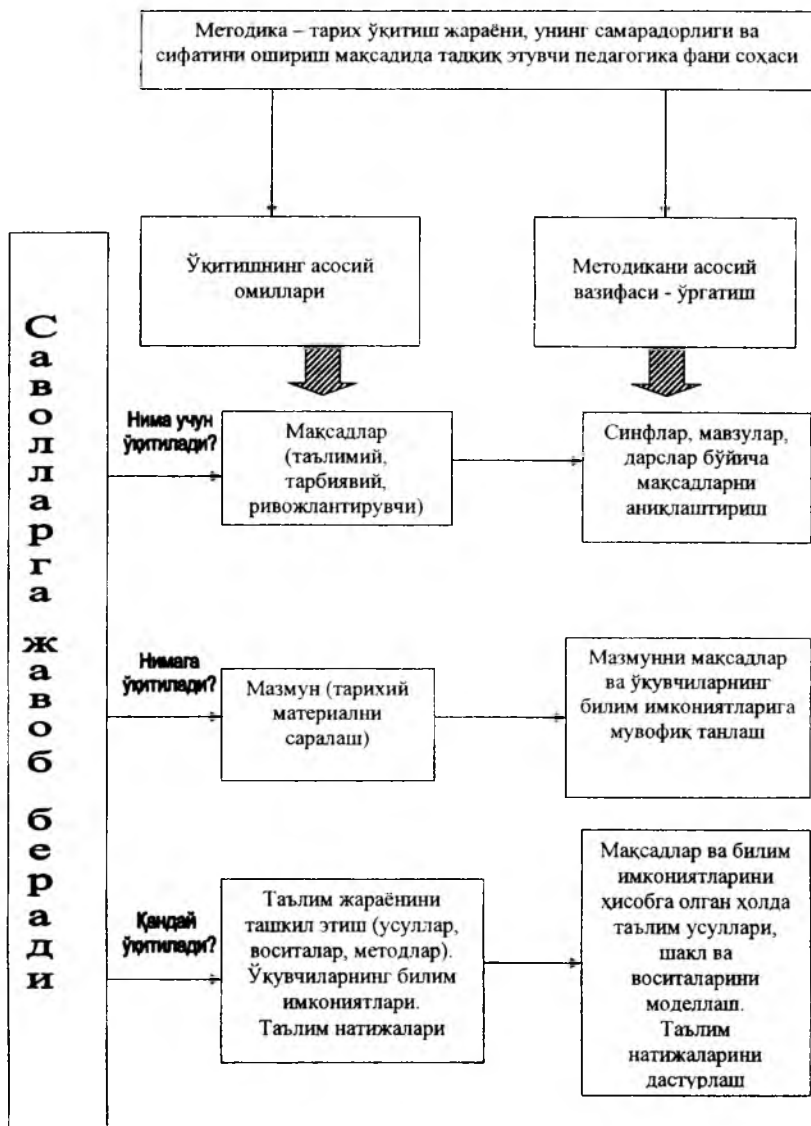 Методика – тарих ўқитиш жараёни, унинг самарадорлиги ва
сифатини ошириш мақсадида тадқиқ этувчи педагогика фани соҳаси
Ўқитишнинг асосий
омиллари
Методикани асосий
вазифаси - ўргатиш
Саволларга жавоб беради
Нима учун
ўқитилади?
Мақсадлар
(таълимий,
тарбиявий,
ривожлантирувчи)
Синфлар, мавзулар,
дарслар бўйича
мақсадларни
аниқлаштириш
Нимага
ўқитилади?
Мазмун (тарихий
материални
саралаш)
Мазмунни мақсадлар
ва ўқувчиларнинг
билим имкониятларига
мувофиқ танлаш
Қандай
ўқитилади?
Таълим жараёнини
ташкил этиш (усуллар,
воситалар, методлар).
Ўқувчиларнинг билим
имкониятлари.
Таълим натижалари
Мақсадлар ва билим
имкониятларини
ҳисобга олган ҳолда
таълим усуллари,
шакл ва
воситаларини
моделлаш.
Таълим
натижаларини
дастурлаш